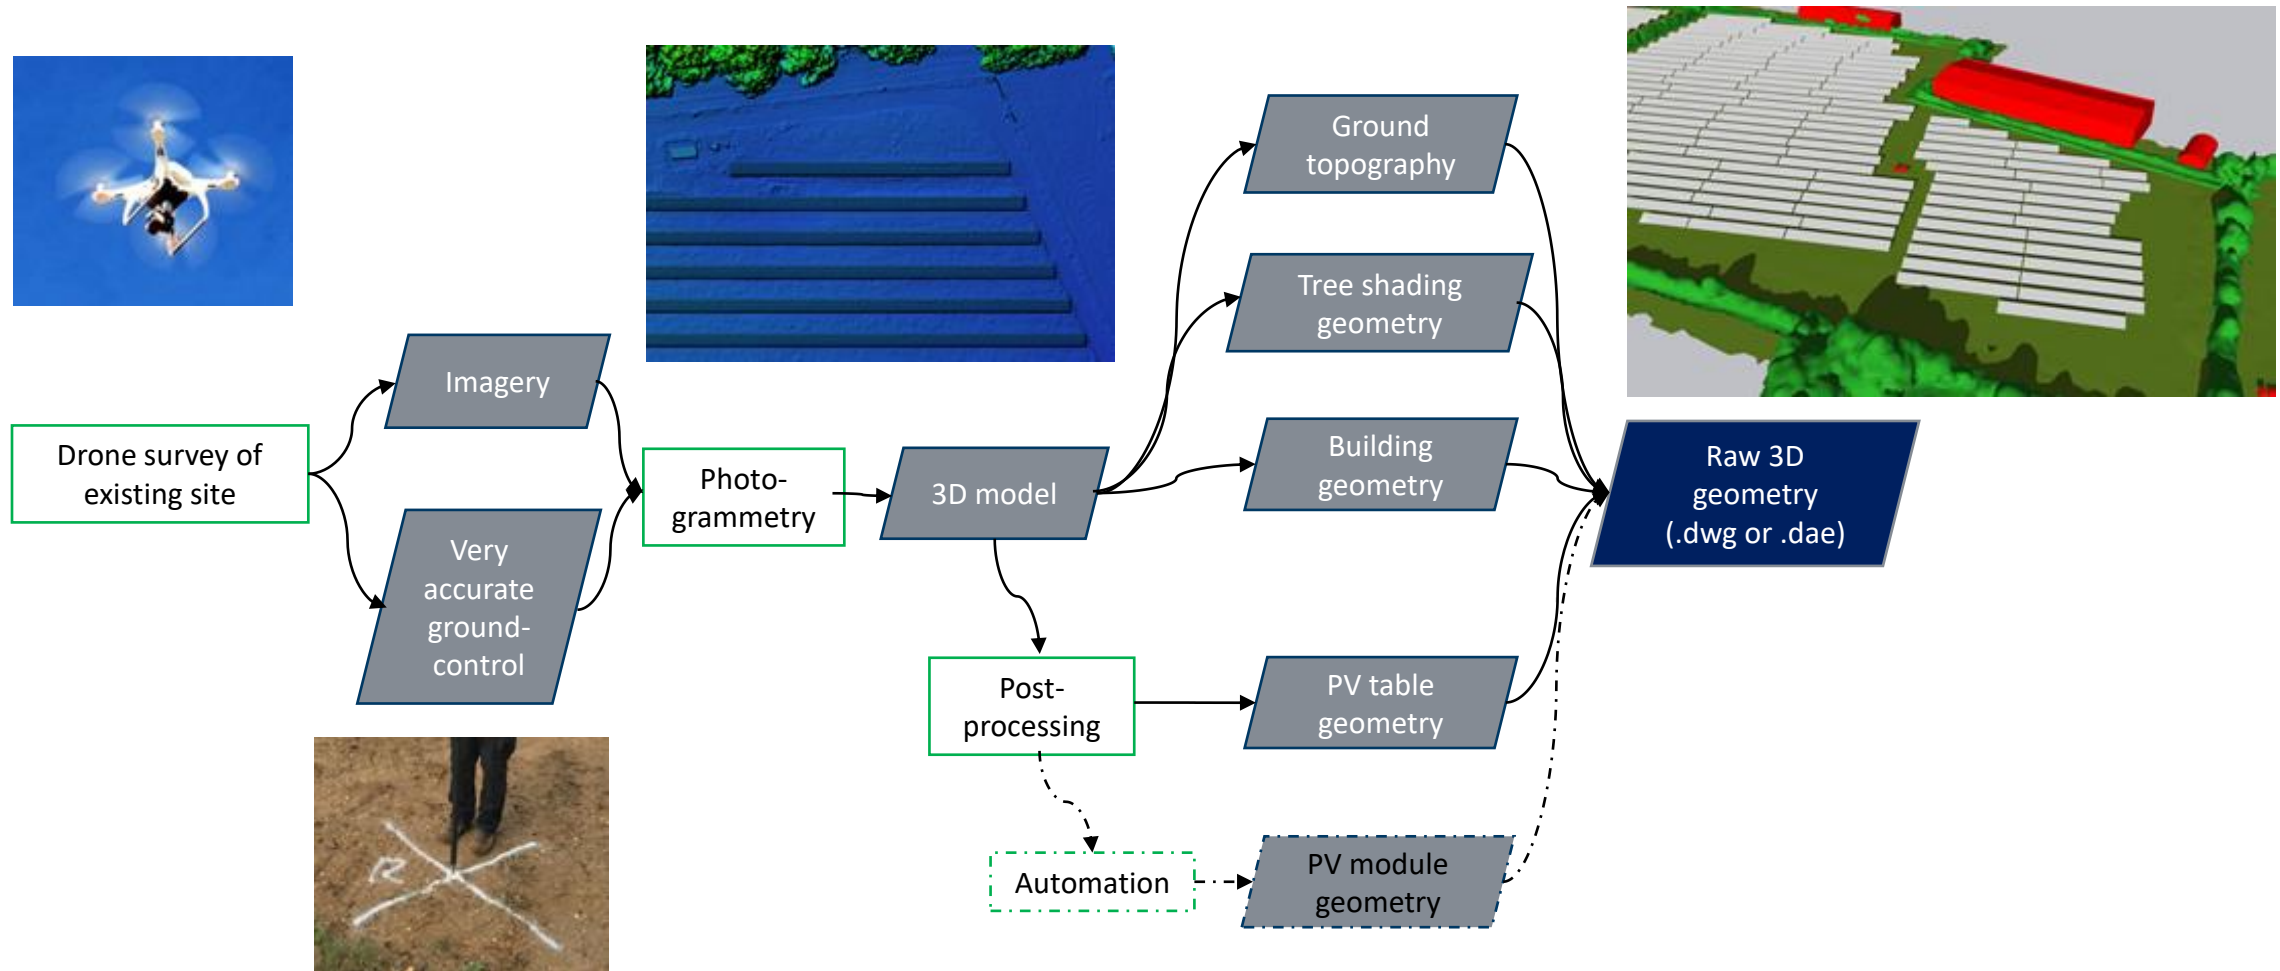 Drone survey of
existing site
Imagery
Very
accurate
ground-
control
Photo-
grammetry
3D model
Ground
topography
Tree shading
geometry
Building
geometry
Post-
processing
PV table
geometry
Automation
PV module
geometry
Raw 3D
geometry
(.dwg or .dae)
R